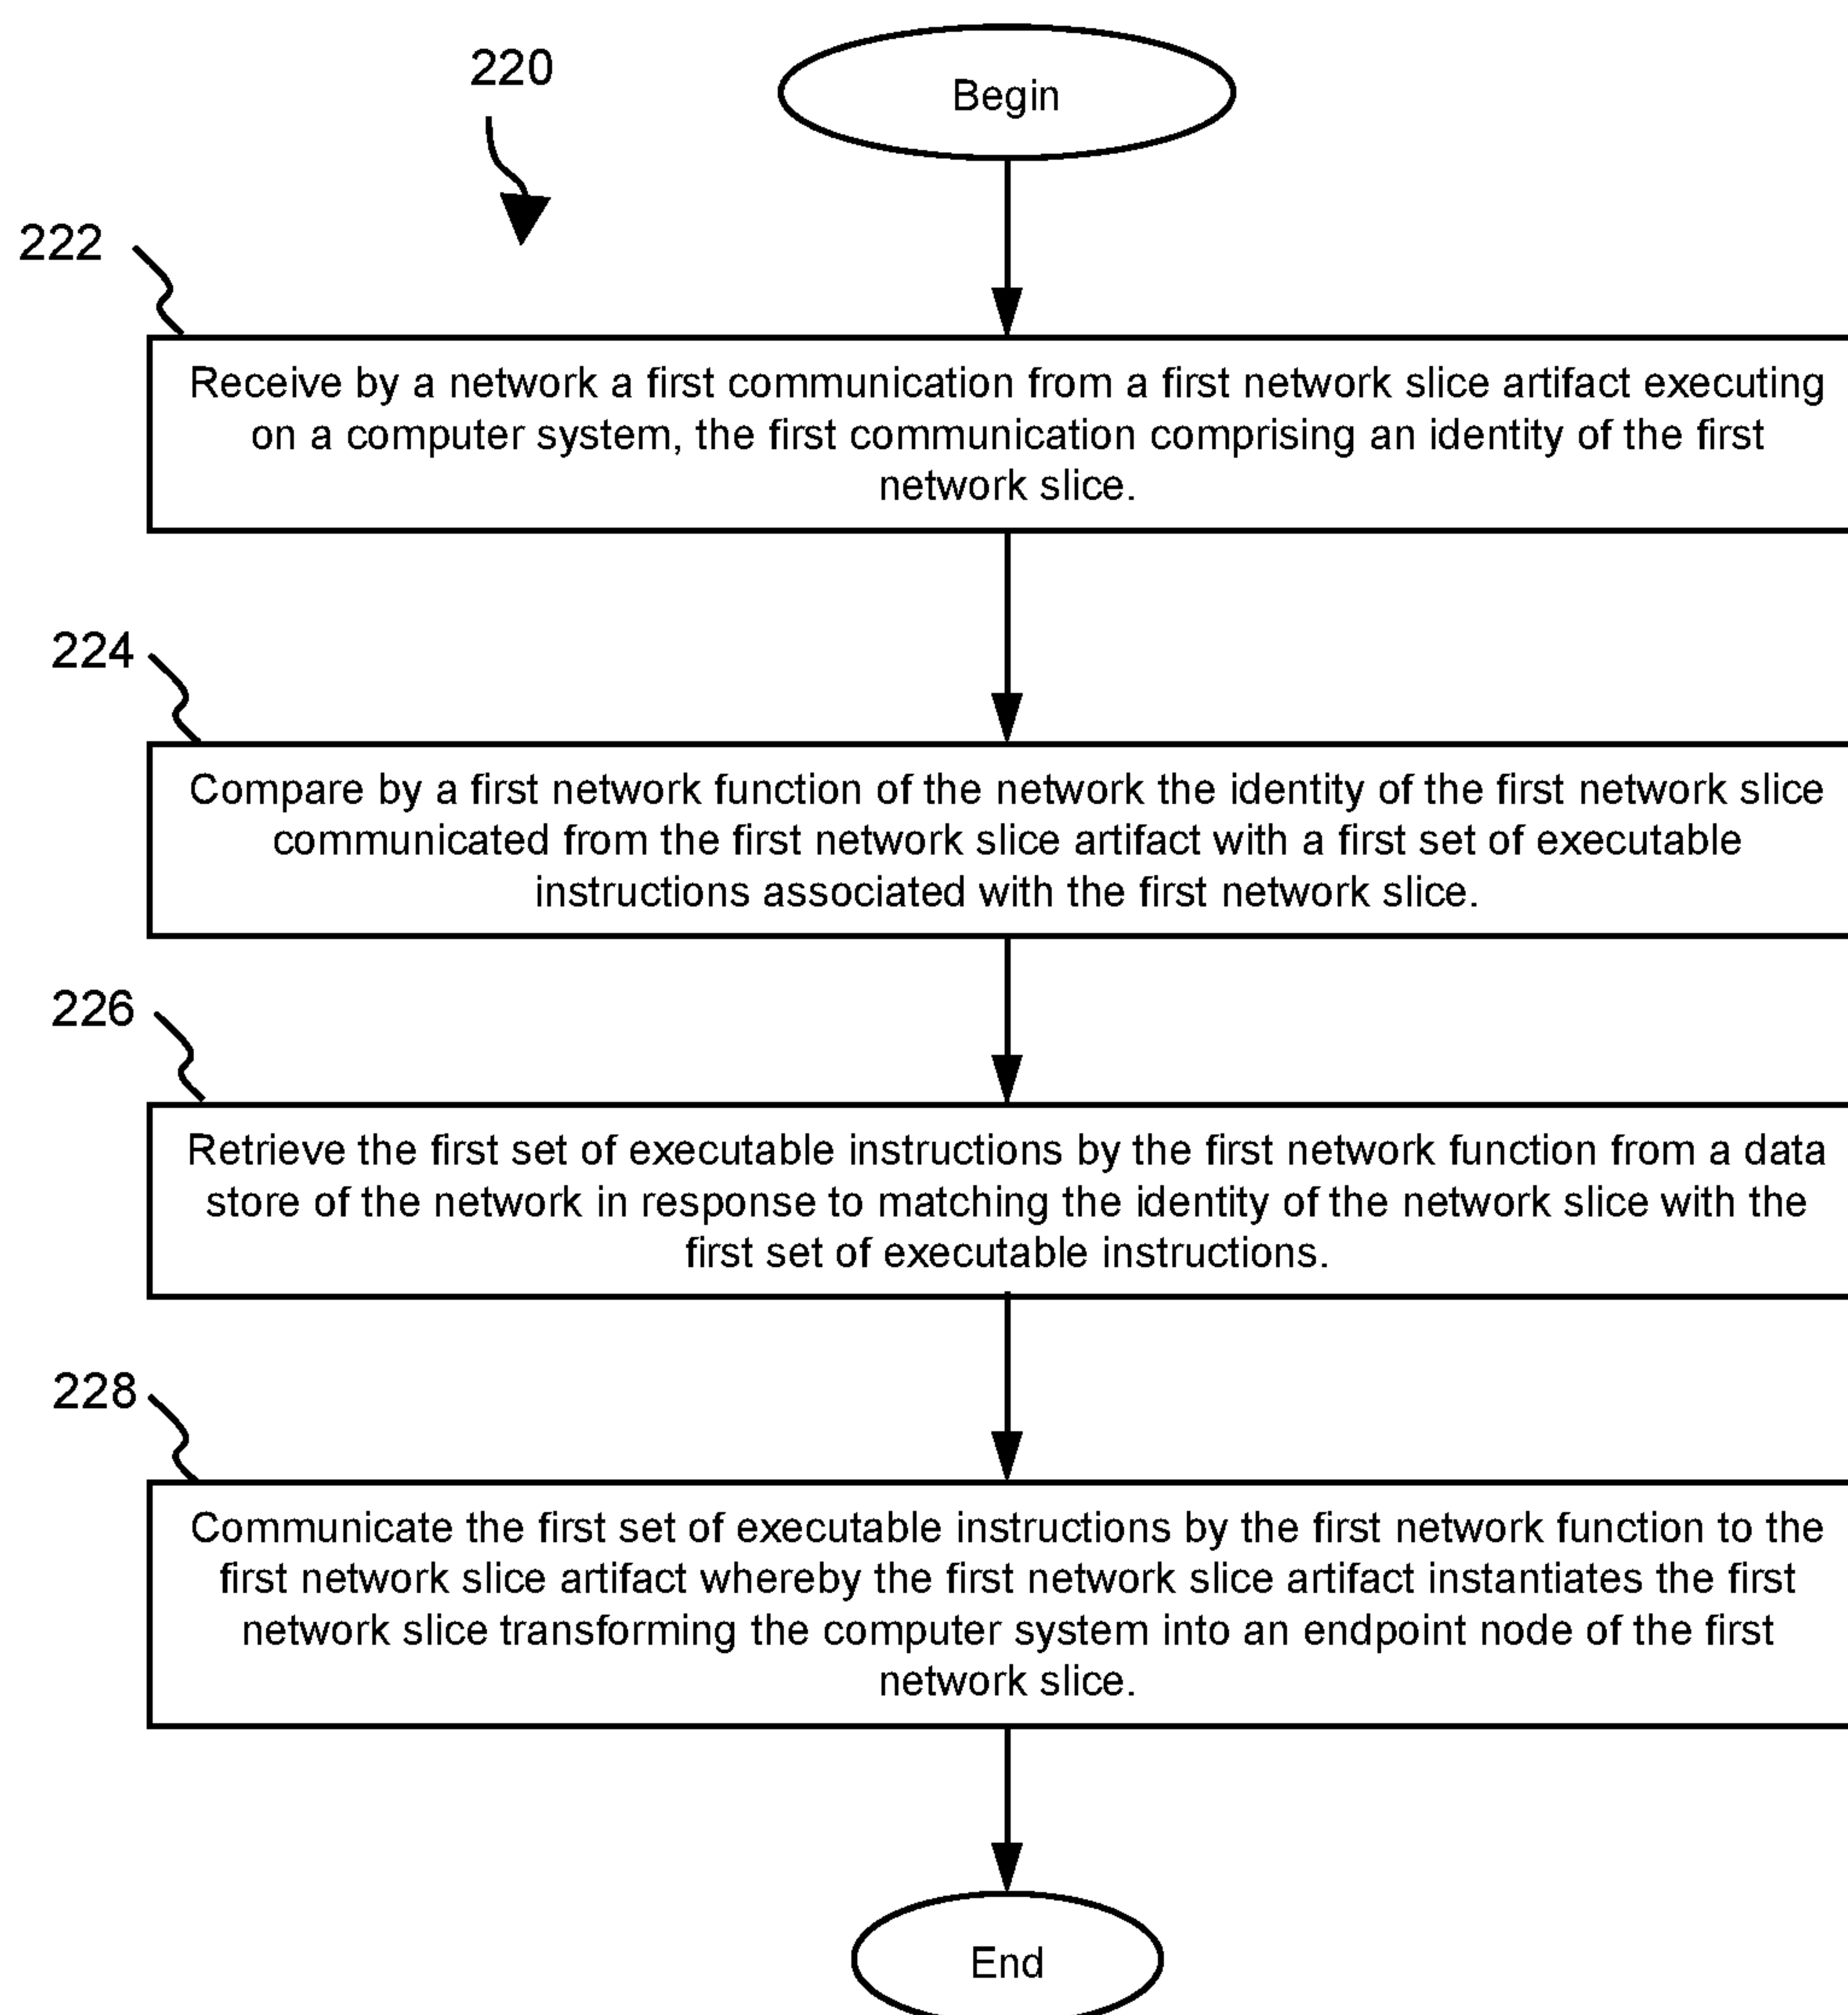 220
Begin
222
Receive by a network a first communication from a first network slice artifact executing
on a computer system, the first communication comprising an identity of the first
network slice.
224
Compare by a first network function of the network the identity of the first network slice
communicated from the first network slice artifact with a first set of executable
instructions associated with the first network slice.
226
Retrieve the first set of executable instructions by the first network function from a data
store of the network in response to matching the identity of the network slice with the
first set of executable instructions.
228
Communicate the first set of executable instructions by the first network function to the
first network slice artifact whereby the first network slice artifact instantiates the first
network slice transforming the computer system into an endpoint node of the first
network slice.
End